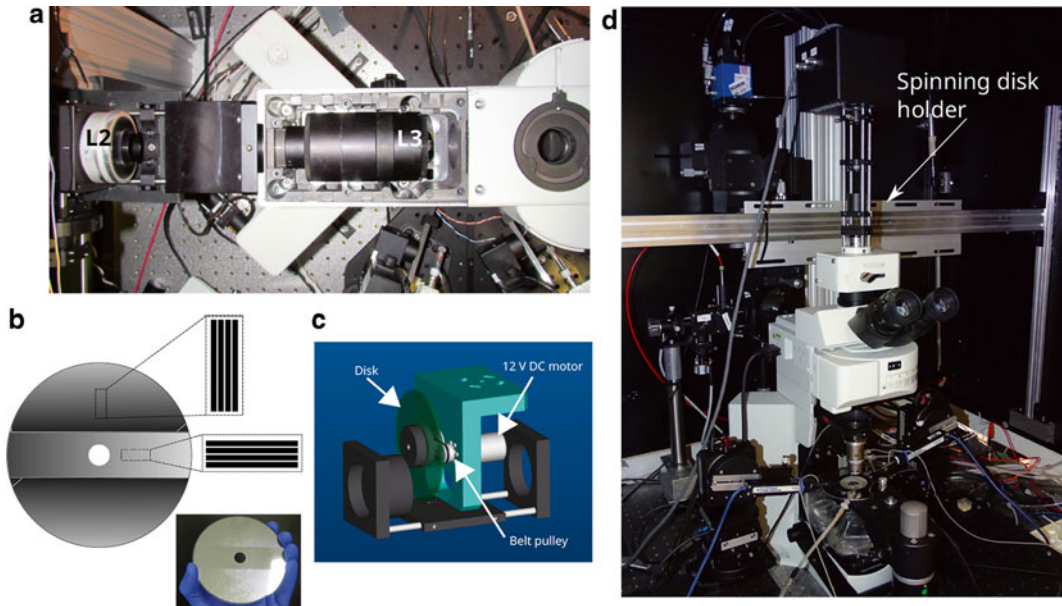 a
L2
L3
b
c
Disk
12 V DC motor
Belt pulley
d
Spinning disk
holder